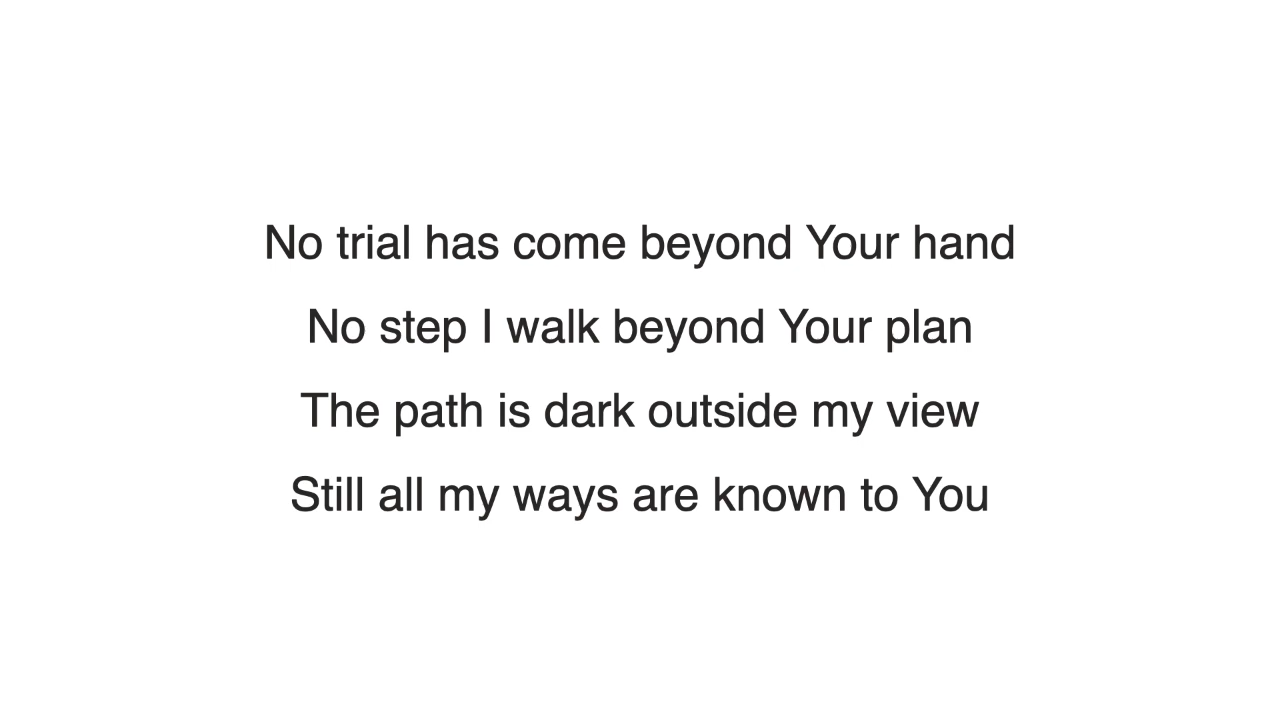 No trial has come beyond Your hand
No step I walk beyond Your plan
The path is dark outside my view
Still all my ways are known to You